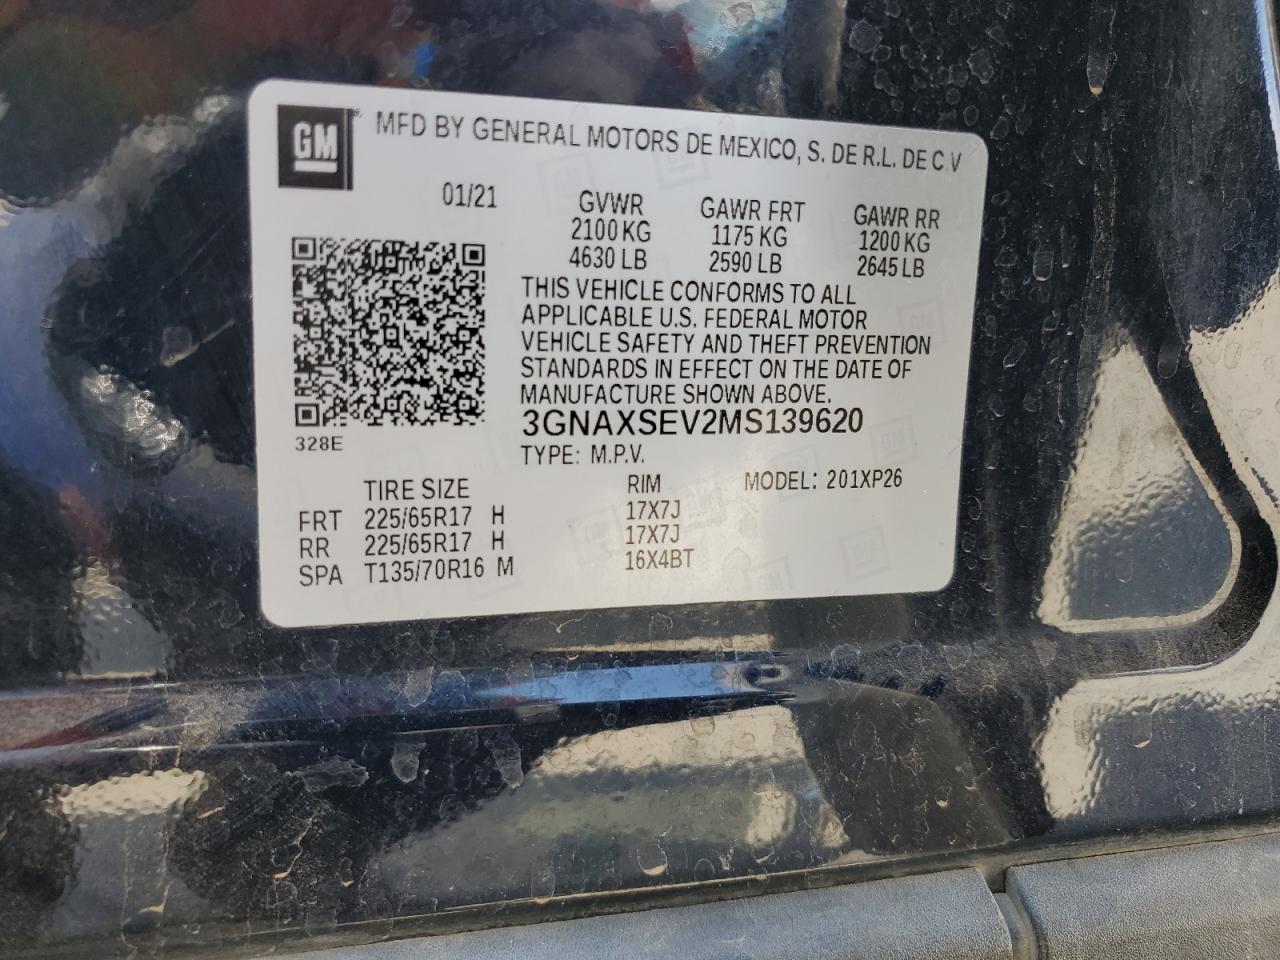 GM
MFD BY GENERAL MOTORS DE MEXICO, S. DE R.L. DE C.V
01/21
GVWR GAWR FRT GAWR RR
2100 KG 1175 KG 1200 KG
4630 LB 2590 LB 2645 LB
THIS VEHICLE CONFORMS TO ALL
APPLICABLE U.S. FEDERAL MOTOR
VEHICLE SAFETY AND THEFT PREVENTION
STANDARDS IN EFFECT ON THE DATE OF
MANUFACTURE SHOWN ABOVE.
3GNAXSEV2MS139620
328E
TYPE: M.P.V.
TIRE SIZE RIM MODEL: 201XP26
FRT 225/65R17 H 17X7J
RR 225/65R17 H 17X7J
SPA T135/70R16 M 16X4BT